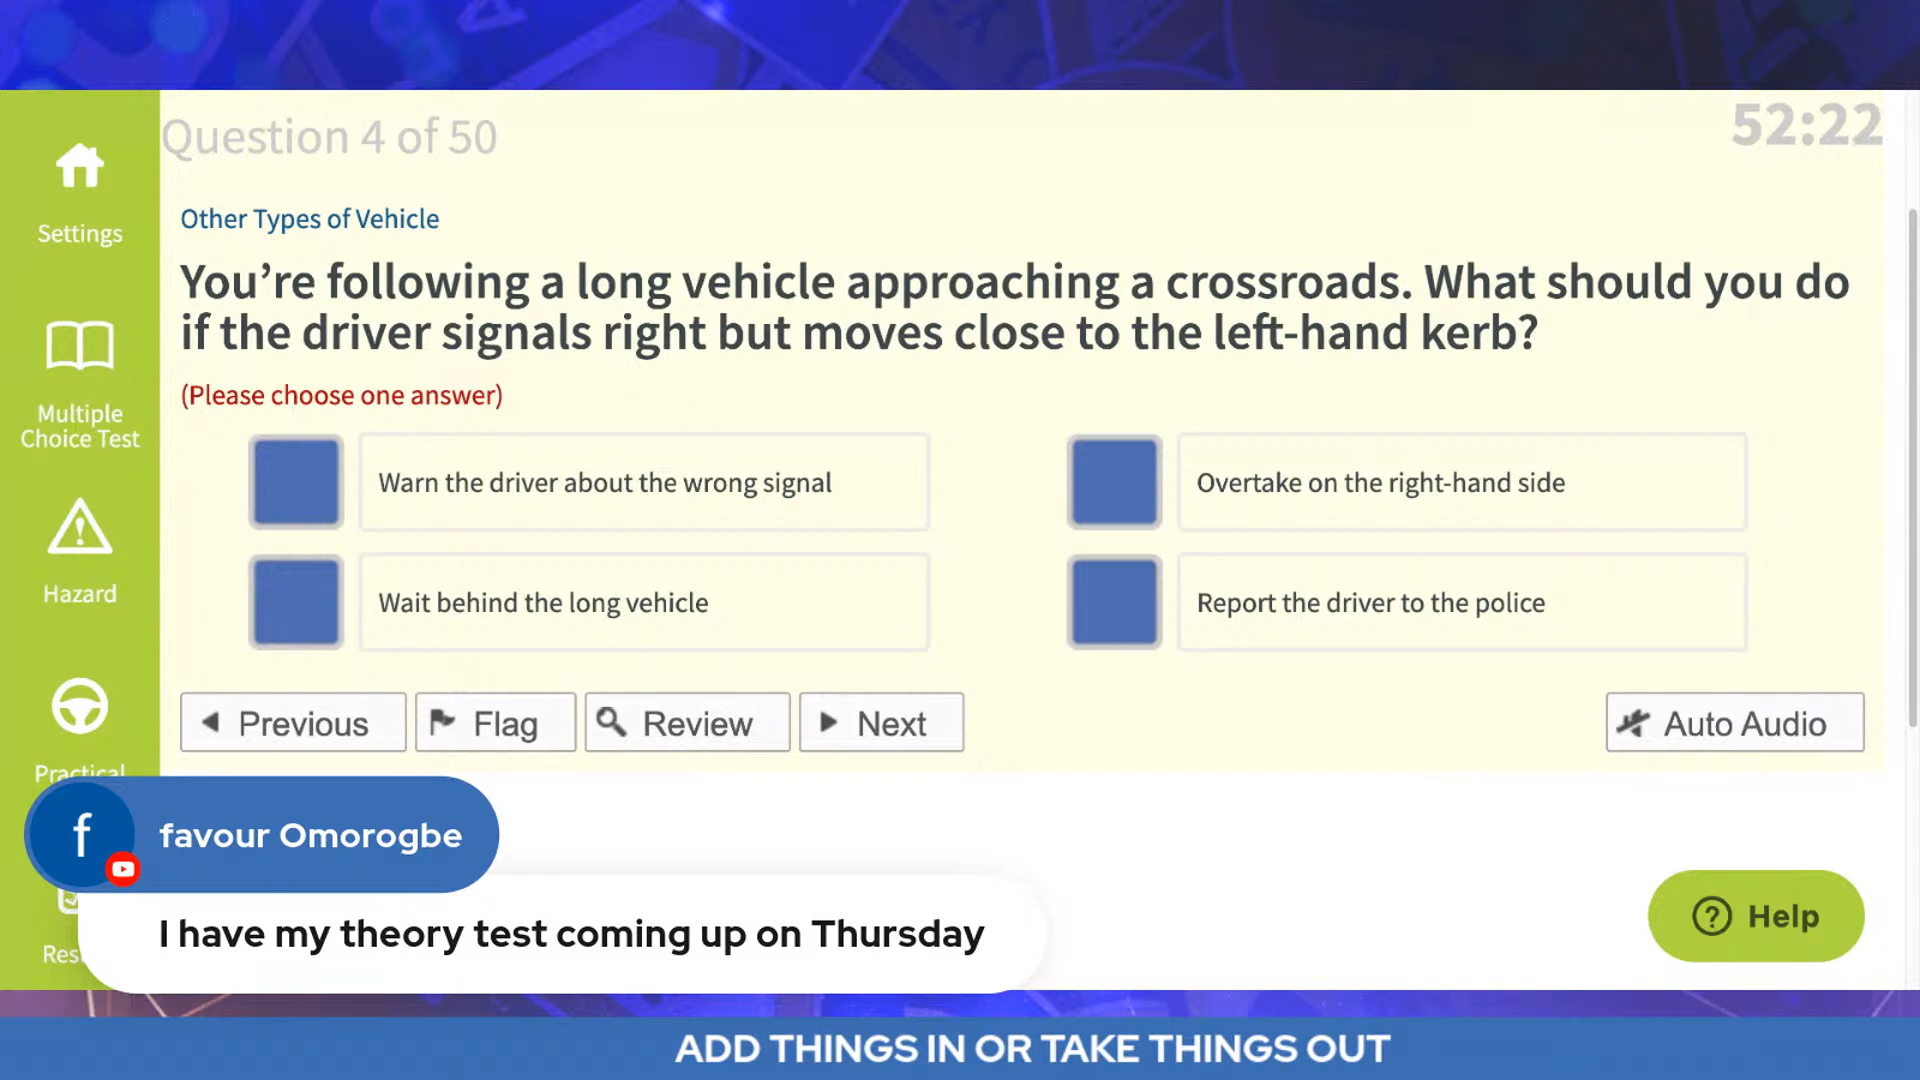 Question 4 of 50
52:22
Settings
Multiple
Choice Test
Hazard
Practical
Other Types of Vehicle
You’re following a long vehicle approaching a crossroads. What should you do
if the driver signals right but moves close to the left-hand kerb?
(Please choose one answer)
Warn the driver about the wrong signal
Overtake on the right-hand side
Wait behind the long vehicle
Report the driver to the police
Previous
Flag
Review
Next
Auto Audio
f
favour Omorogbe
I have my theory test coming up on Thursday
Help
ADD THINGS IN OR TAKE THINGS OUT